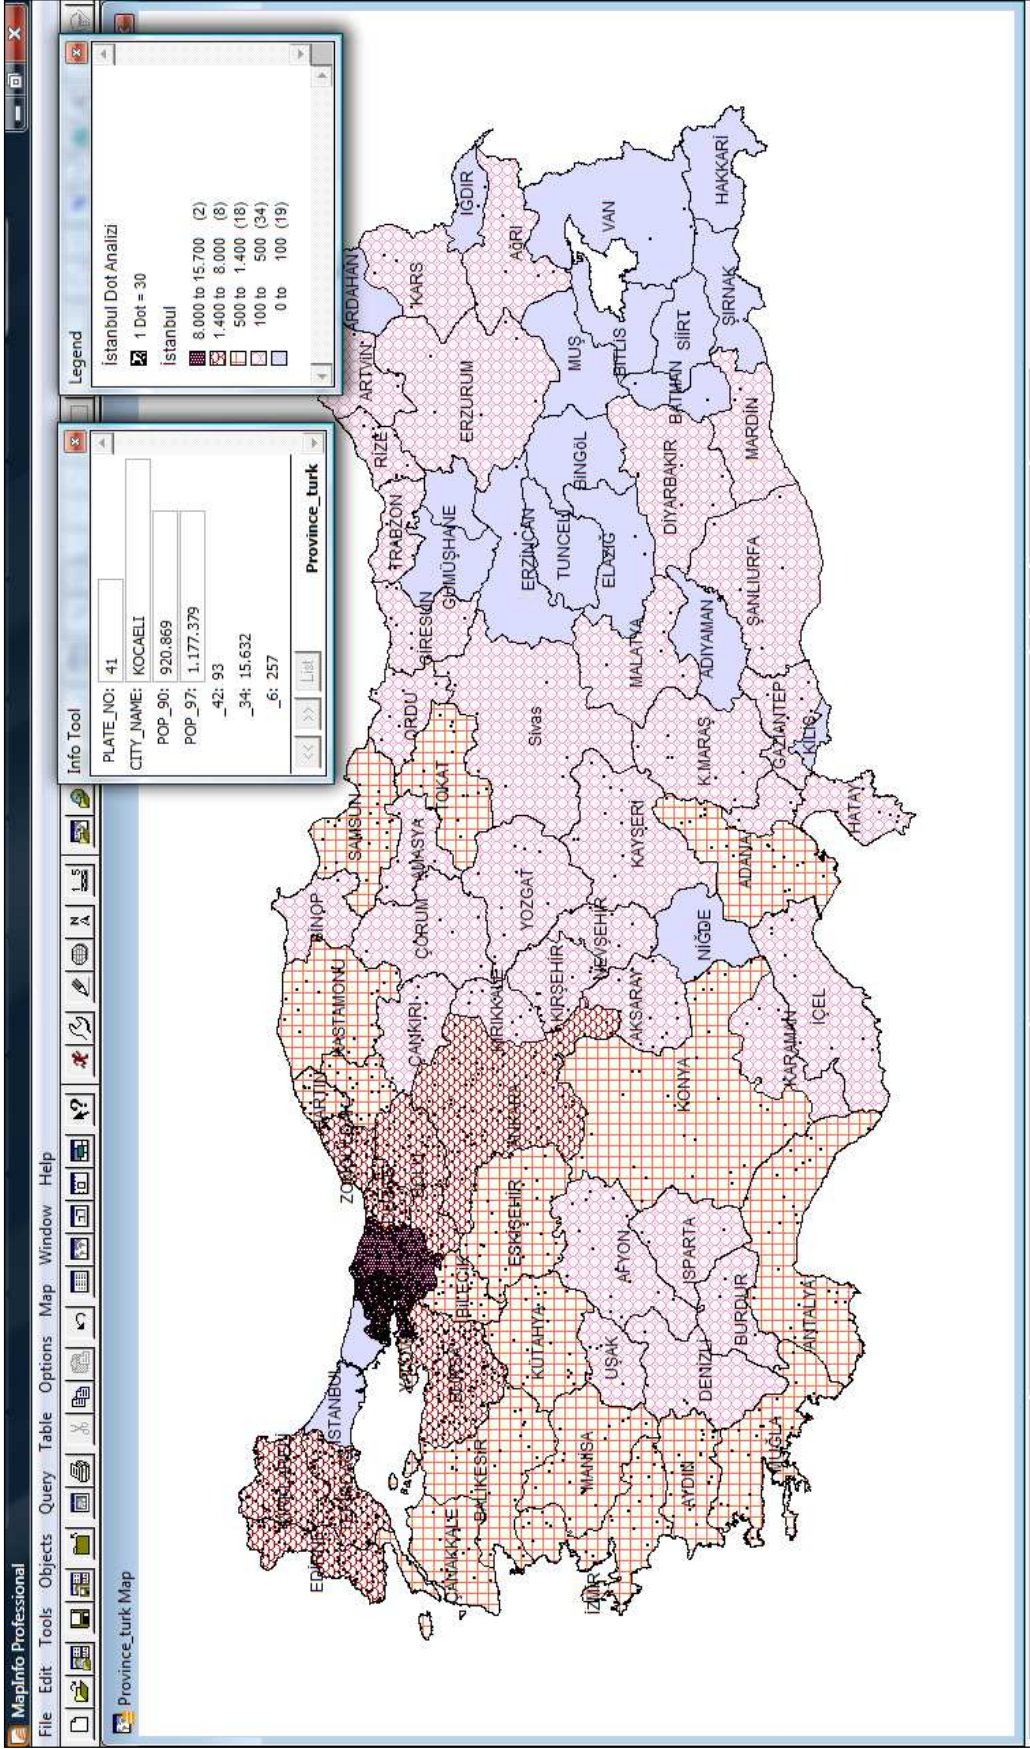 MapInfo Professional
File Edit Tools Objects Query Table Options Map Window Help
Province_turk Map
Info Tool
PLATE_NO: 41
CITY_NAME: KOCAELI
POP_90: 920.869
POP_97: 1.177.379
_42: 93
_34: 15.632
_6: 257
<< >> List Province_turk
Legend
İstanbul Dot Analizi
1 Dot = 30
İstanbul
8.000 to 15.700 (2)
1.400 to 8.000 (8)
500 to 1.400 (18)
100 to 500 (34)
0 to 100 (19)
SİNOP
SAMSUN
KASTAMONU
ORDU
GİRESUN
TRABZON
RİZE
ARTVİN
ARDAHAN
KARS
IĞDIR
AĞRI
ERZURUM
GÜMÜŞHANE
TOKAT
AMASYA
ÇORUM
ÇANKIRI
İSTANBUL
BİLECİK
ESKİŞEHİR
ANKARA
KIRIKKALE
KIRŞEHİR
YOZGAT
Sivas
ERZİNCAN
TUNCELİ
BİNGÖL
ELAZIĞ
MUŞ
BİTLİS
VAN
HAKKARİ
ŞIRNAK
SİİRT
BATMAN
DİYARBAKIR
MARDİN
ŞANLIURFA
ADIYAMAN
MALATYA
K.MARAŞ
GAZİANTEP
KİLİS
HATAY
ADANA
KAYSERİ
NEVŞEHİR
NİĞDE
AKSARAY
KONYA
KARAMAN
İÇEL
ANTALYA
ISPARTA
BURDUR
AFYON
UŞAK
DENİZLİ
KÜTAHYA
MANİSA
BALIKESİR
ÇANAKKALE
İZMİR
AYDIN
MUĞLA